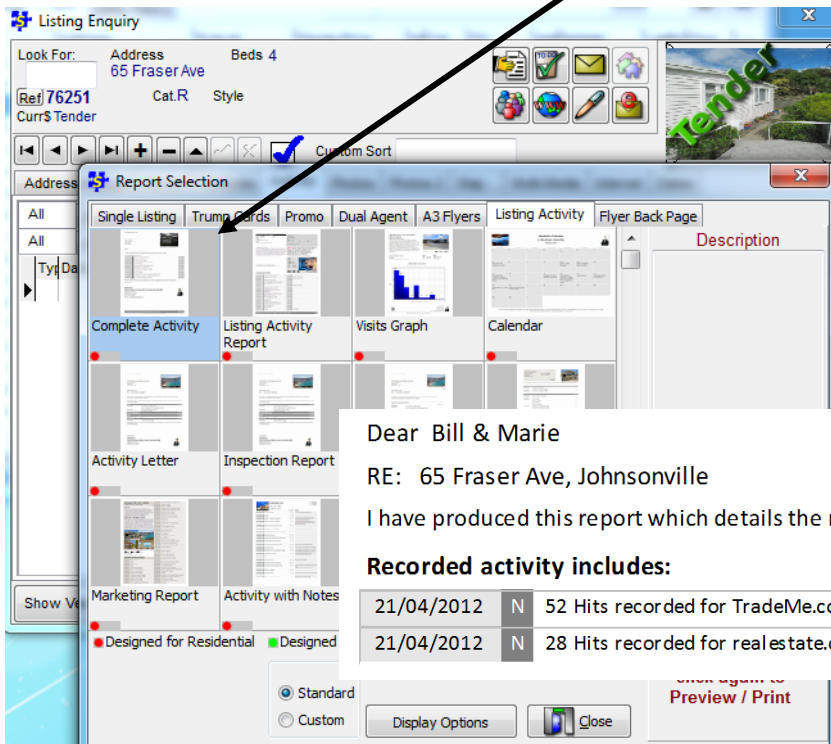 Listing Enquiry
Look For: Address Beds 4
65 Fraser Ave
Ref 76251 Cat.R Style
Curr$ Tender
Tender
Custom Sort
Address
Report Selection
All
All
Typ Da
Single Listing Trump Cards Promo Dual Agent A3 Flyers Listing Activity Flyer Back Page
Description
Complete Activity Listing Activity Report Visits Graph Calendar
Activity Letter Inspection Report
Marketing Report Activity with Notes
Show Ve
Designed for Residential Designed
Dear Bill & Marie
RE: 65 Fraser Ave, Johnsonville
I have produced this report which details the
Recorded activity includes:
21/04/2012 N 52 Hits recorded for TradeMe.co
21/04/2012 N 28 Hits recorded for realestate.
Preview / Print
Standard
Custom
Display Options
Close